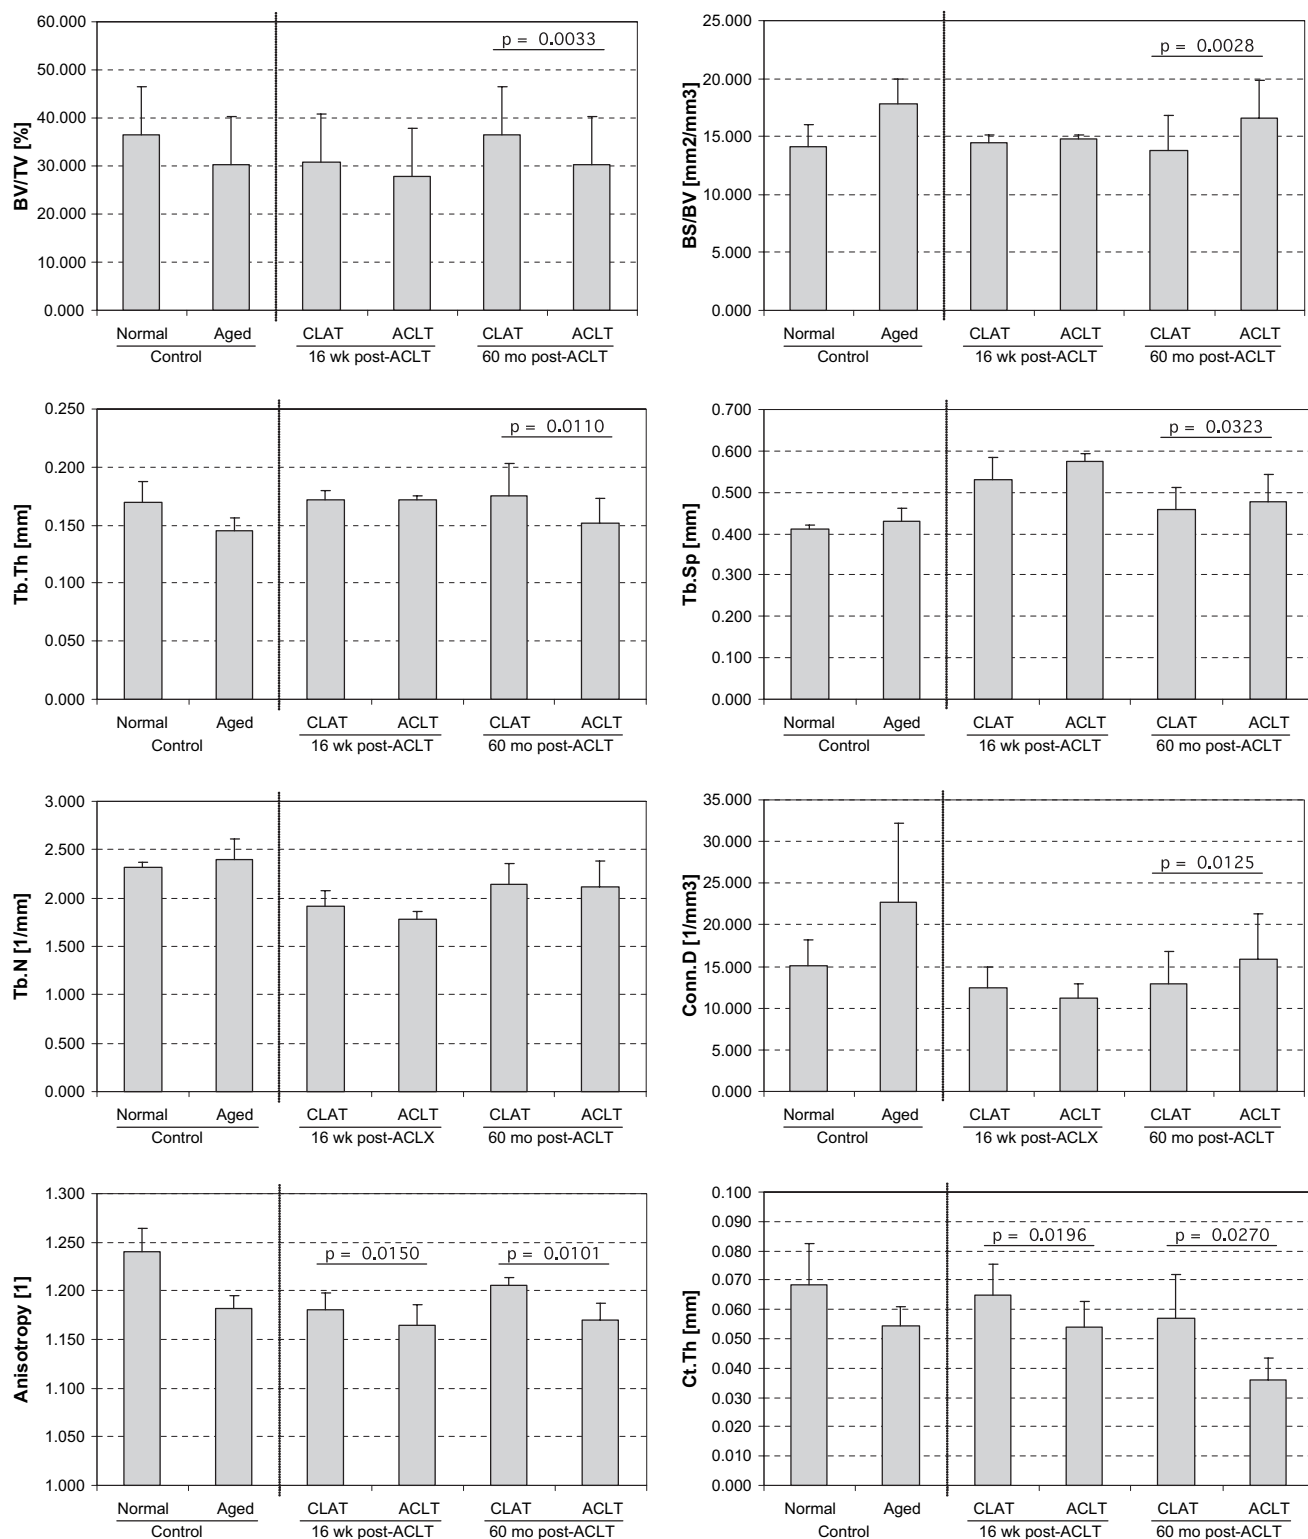 60.000
50.000
40.000
30.000
20.000
10.000
0.000
BV/TV [%]
p = 0.0033
Normal Aged CLAT ACLT CLAT ACLT
Control 16 wk post-ACLT 60 mo post-ACLT
25.000
20.000
15.000
10.000
5.000
0.000
BS/BV [mm2/mm3]
p = 0.0028
Normal Aged CLAT ACLT CLAT ACLT
Control 16 wk post-ACLT 60 mo post-ACLT
0.250
0.200
0.150
0.100
0.050
0.000
Tb.Th [mm]
p = 0.0110
Normal Aged CLAT ACLT CLAT ACLT
Control 16 wk post-ACLT 60 mo post-ACLT
0.700
0.600
0.500
0.400
0.300
0.200
0.100
0.000
Tb.Sp [mm]
p = 0.0323
Normal Aged CLAT ACLT CLAT ACLT
Control 16 wk post-ACLT 60 mo post-ACLT
3.000
2.500
2.000
1.500
1.000
0.500
0.000
Tb.N [1/mm]
Normal Aged CLAT ACLT CLAT ACLT
Control 16 wk post-ACLX 60 mo post-ACLT
35.000
30.000
25.000
20.000
15.000
10.000
5.000
0.000
Conn.D [1/mm3]
p = 0.0125
Normal Aged CLAT ACLT CLAT ACLT
Control 16 wk post-ACLX 60 mo post-ACLT
1.300
1.250
1.200
1.150
1.100
1.050
1.000
Anisotropy [1]
p = 0.0150 p = 0.0101
Normal Aged CLAT ACLT CLAT ACLT
Control 16 wk post-ACLT 60 mo post-ACLT
0.100
0.090
0.080
0.070
0.060
0.050
0.040
0.030
0.020
0.010
0.000
Ct.Th [mm]
p = 0.0196 p = 0.0270
Normal Aged CLAT ACLT CLAT ACLT
Control 16 wk post-ACLT 60 mo post-ACLT